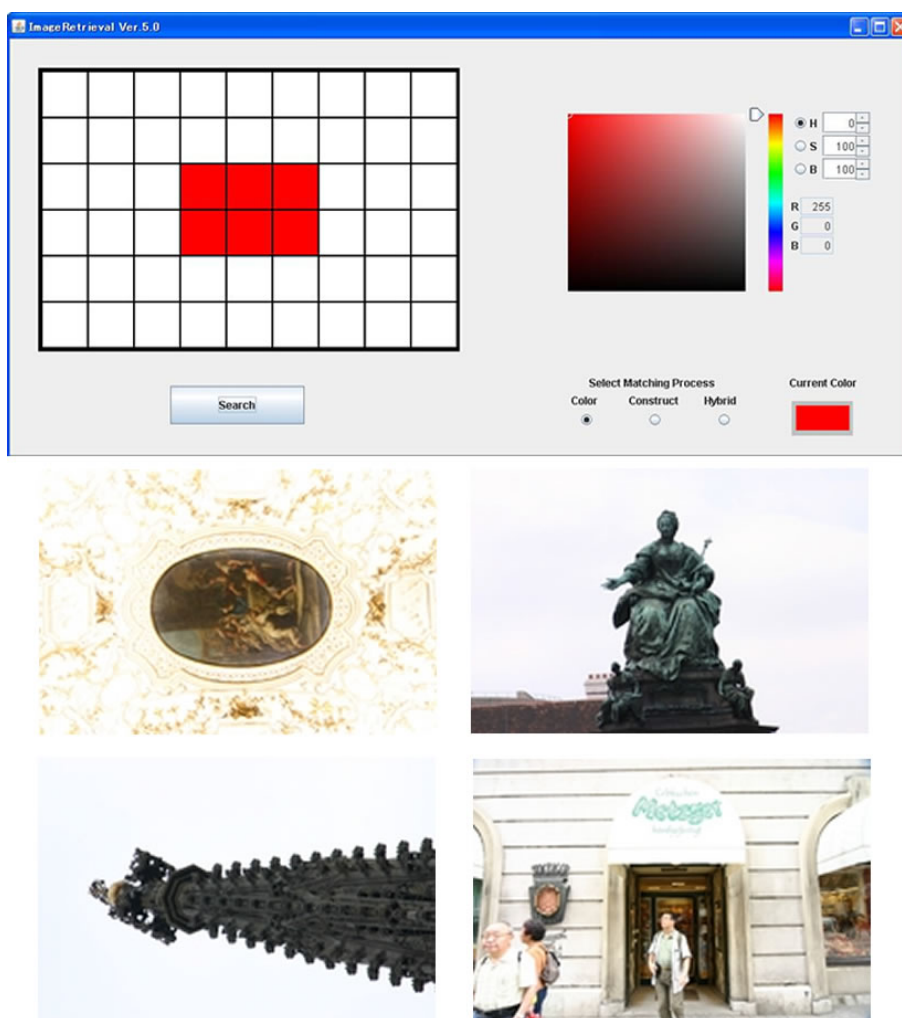 ImageRetrieval Ver.5.0
H 0
S 100
B 100
R 255
G 0
B 0
Select Matching Process
Current Color
Color Construct Hybrid
Search